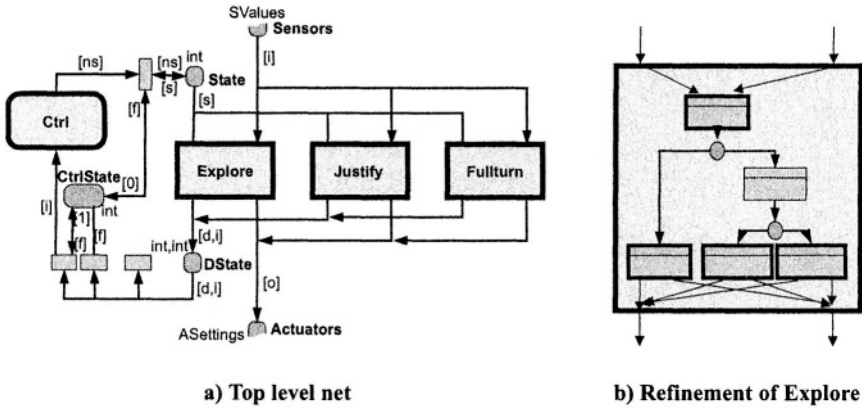 SValues
Sensors
[ns]
[ns]
int
[i]
State
[s]
[f]
[s]
Ctrl
Explore
Justify
Fullturn
CtrlState
[0]
int
[i]
[1]
[f]
[f]
int,int
[d,i]
DState
[d,i]
[o]
ASettings
Actuators
a) Top level net
b) Refinement of Explore